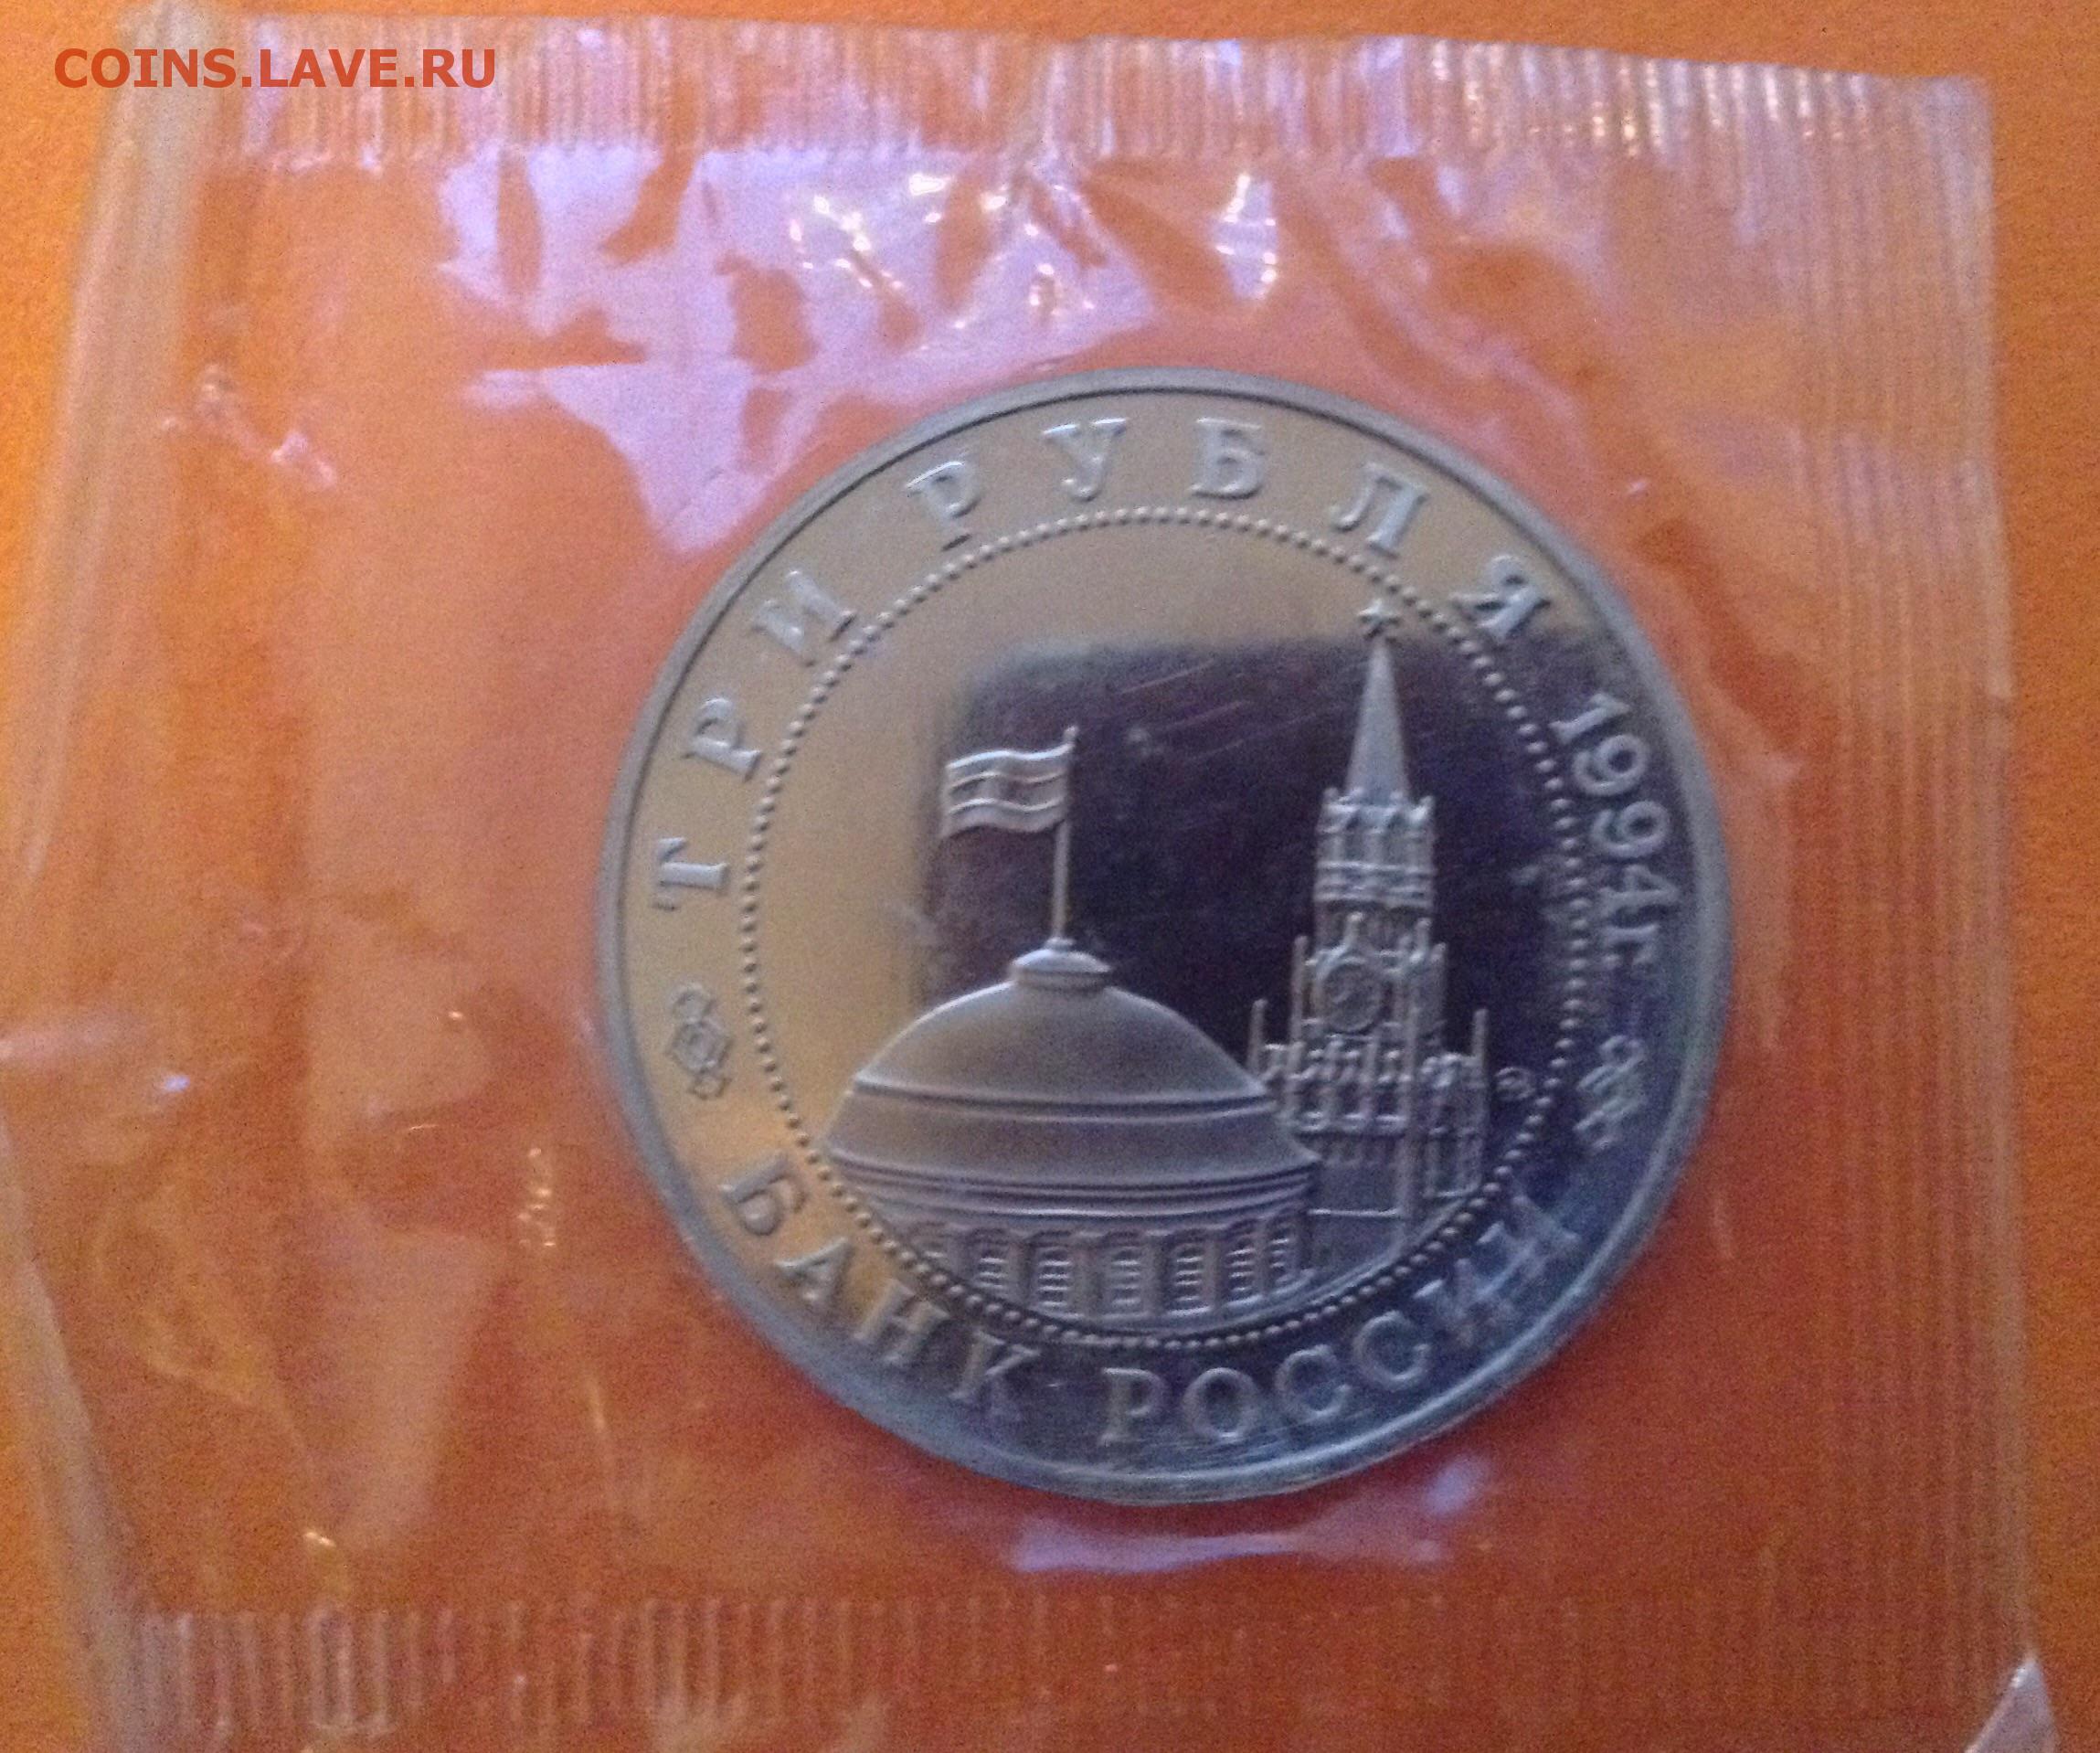 COINS.LAVE.RU
ТРИ РУБЛЯ 1994г.
БАНК РОССИИ